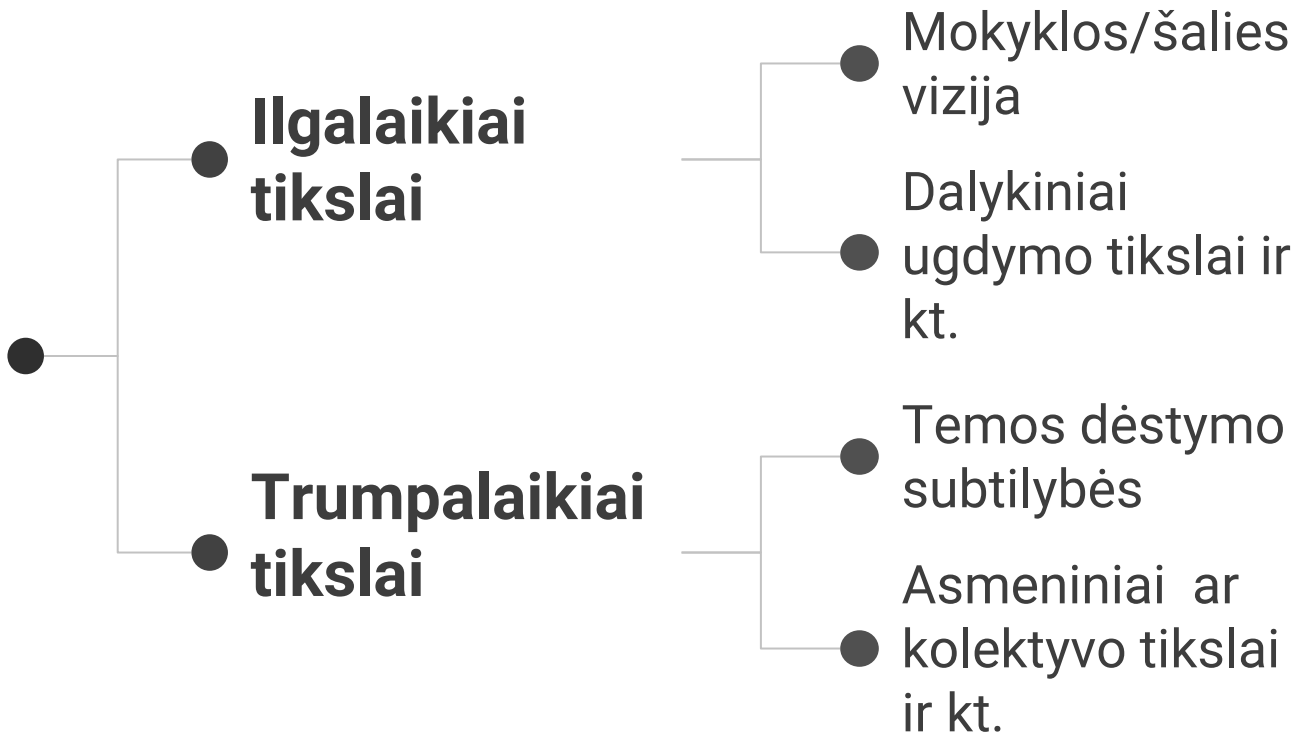 Ilgalaikiai
tikslai
Mokyklos/šalies
vizija
Dalykiniai
ugdymo tikslai ir
kt.
Trumpalaikiai
tikslai
Temos dėstymo
subtilybės
Asmeniniai  ar
kolektyvo tikslai
ir kt.